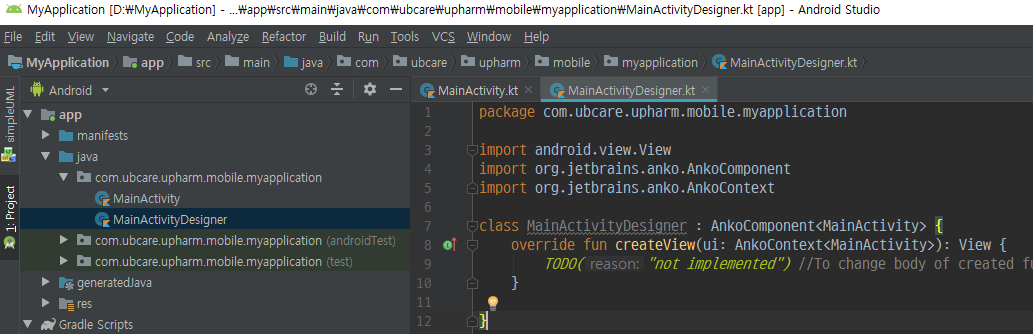 MyApplication [D:₩MyApplication] - ...₩app₩src₩main₩java₩com₩ubcare₩upharm₩mobile₩myapplication₩MainActivityDesigner.kt [app] - Android Studio
File Edit View Navigate Code Analyze Refactor Build Run Tools VCS Window Help
MyApplication app src main java com ubcare upharm mobile myapplication MainActivityDesigner.kt
simpleUML
1: Project
Android
app
manifests
java
com.ubcare.upharm.mobile.myapplication
MainActivity
MainActivityDesigner
com.ubcare.upharm.mobile.myapplication (androidTest)
com.ubcare.upharm.mobile.myapplication (test)
generatedJava
res
Gradle Scripts
MainActivity.kt MainActivityDesigner.kt
1 package com.ubcare.upharm.mobile.myapplication
2
3 import android.view.View
4 import org.jetbrains.anko.AnkoComponent
5 import org.jetbrains.anko.AnkoContext
6
7 class MainActivityDesigner : AnkoComponent<MainActivity> {
8 override fun createView(ui: AnkoContext<MainActivity>): View {
9 TODO( reason: "not implemented") //To change body of created fu
10 }
11
12 }